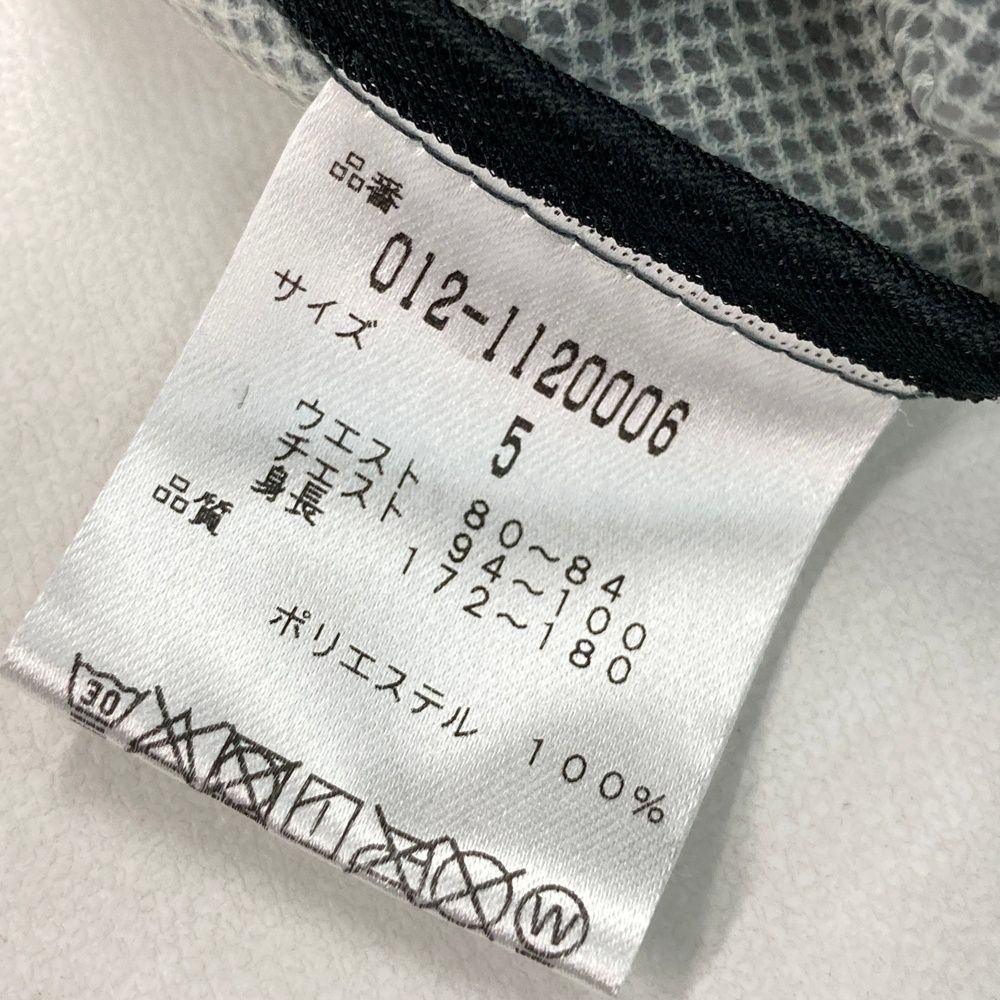 品番
012-1120006
サイズ
5
ウエスト 80～84
チエスト 94～100
身長 172～180
品質
ポリエステル 100%
30
W